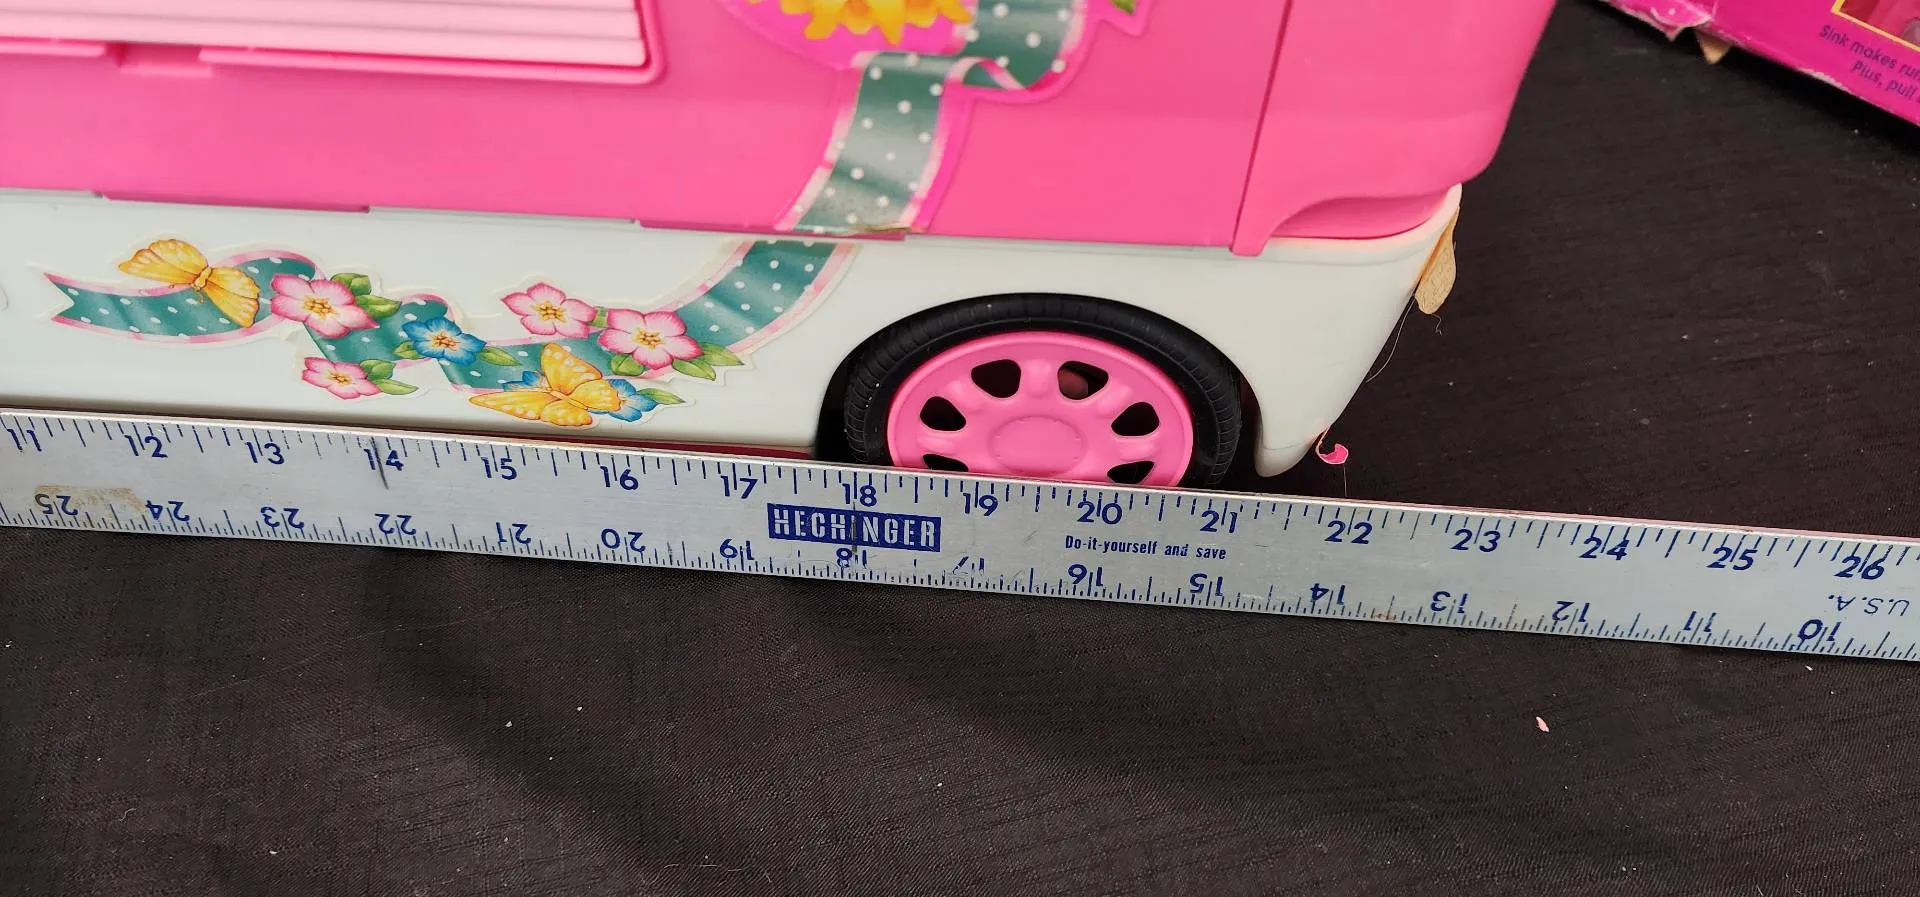 Sink makes
Plus, pull
11 12 13 14 15 16 17 18 19 20 21 22 23 24 25 26
HECHINGER
Do-it-yourself and save
25 24 23 22 21 20 19 18 17 16 15 14 13 12 11 10
U.S.A.